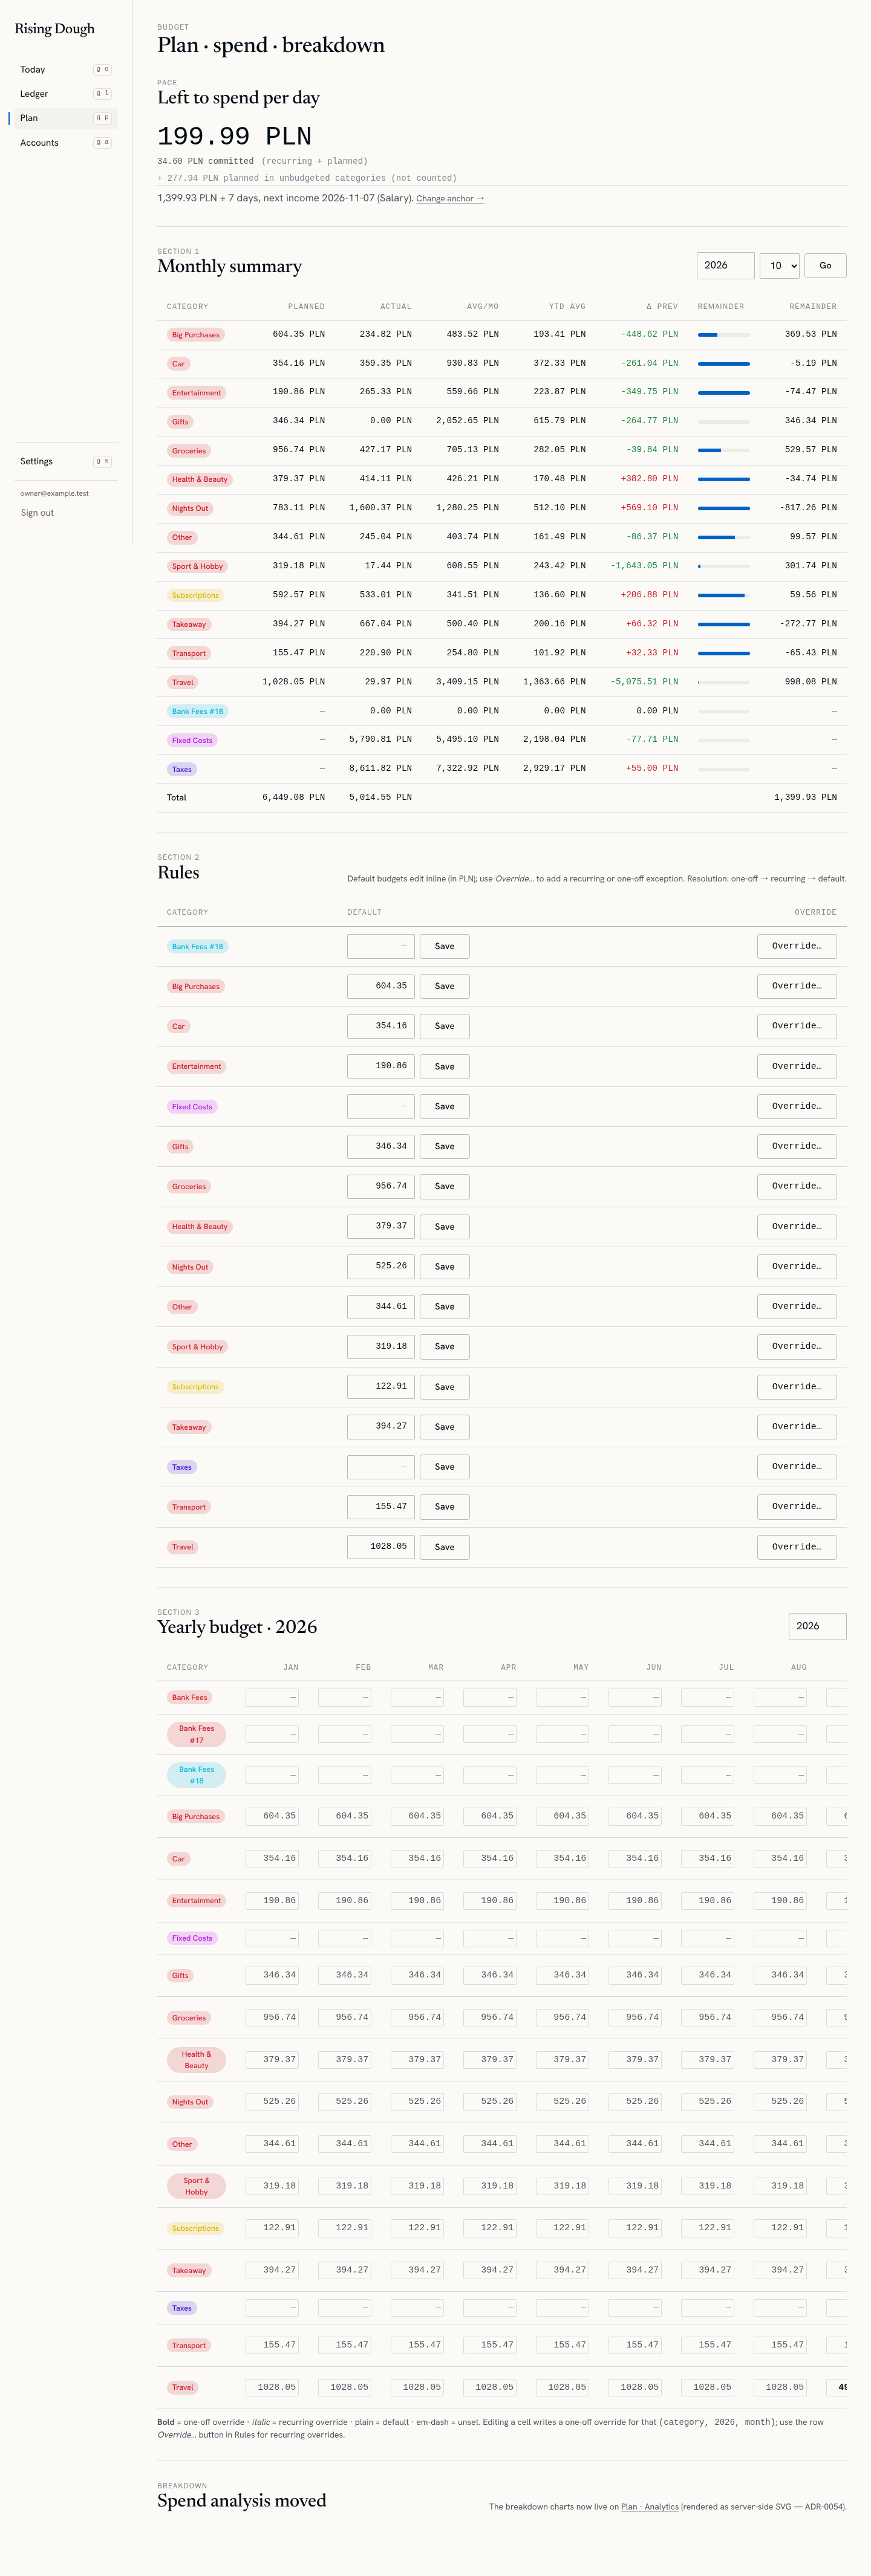 Rising Dough
Today g o
Ledger g l
Plan g p
Accounts g a
Settings g s
owner@example.test
Sign out
BUDGET
Plan · spend · breakdown
PACE
Left to spend per day
199.99 PLN
34.60 PLN committed (recurring + planned)
+ 277.94 PLN planned in unbudgeted categories (not counted)
1,399.93 PLN ÷ 7 days, next income 2026-11-07 (Salary). Change anchor →
SECTION 1
Monthly summary
2026 10 Go
CATEGORY PLANNED ACTUAL AVG/MO YTD AVG Δ PREV REMAINDER REMAINDER
Big Purchases 604.35 PLN 234.82 PLN 483.52 PLN 193.41 PLN -448.62 PLN 369.53 PLN
Car 354.16 PLN 359.35 PLN 930.83 PLN 372.33 PLN -261.04 PLN -5.19 PLN
Entertainment 190.86 PLN 265.33 PLN 559.66 PLN 223.87 PLN -349.75 PLN -74.47 PLN
Gifts 346.34 PLN 0.00 PLN 2,052.65 PLN 615.79 PLN -264.77 PLN 346.34 PLN
Groceries 956.74 PLN 427.17 PLN 705.13 PLN 282.05 PLN -39.84 PLN 529.57 PLN
Health & Beauty 379.37 PLN 414.11 PLN 426.21 PLN 170.48 PLN +382.80 PLN -34.74 PLN
Nights Out 783.11 PLN 1,600.37 PLN 1,280.25 PLN 512.10 PLN +569.10 PLN -817.26 PLN
Other 344.61 PLN 245.04 PLN 403.74 PLN 161.49 PLN -86.37 PLN 99.57 PLN
Sport & Hobby 319.18 PLN 17.44 PLN 608.55 PLN 243.42 PLN -1,643.05 PLN 301.74 PLN
Subscriptions 592.57 PLN 533.01 PLN 341.51 PLN 136.60 PLN +206.88 PLN 59.56 PLN
Takeaway 394.27 PLN 667.04 PLN 500.40 PLN 200.16 PLN +66.32 PLN -272.77 PLN
Transport 155.47 PLN 220.90 PLN 254.80 PLN 101.92 PLN +32.33 PLN -65.43 PLN
Travel 1,028.05 PLN 29.97 PLN 3,409.15 PLN 1,363.66 PLN -5,075.51 PLN 998.08 PLN
Bank Fees #18 — 0.00 PLN 0.00 PLN 0.00 PLN 0.00 PLN —
Fixed Costs — 5,790.81 PLN 5,495.10 PLN 2,198.04 PLN -77.71 PLN —
Taxes — 8,611.82 PLN 7,322.92 PLN 2,929.17 PLN +55.00 PLN —
Total 6,449.08 PLN 5,014.55 PLN 1,399.93 PLN
SECTION 2
Rules
Default budgets edit inline (in PLN); use Override… to add a recurring or one-off exception. Resolution: one-off → recurring → default.
CATEGORY DEFAULT OVERRIDE
Bank Fees #18 — Save Override…
Big Purchases 604.35 Save Override…
Car 354.16 Save Override…
Entertainment 190.86 Save Override…
Fixed Costs — Save Override…
Gifts 346.34 Save Override…
Groceries 956.74 Save Override…
Health & Beauty 379.37 Save Override…
Nights Out 525.26 Save Override…
Other 344.61 Save Override…
Sport & Hobby 319.18 Save Override…
Subscriptions 122.91 Save Override…
Takeaway 394.27 Save Override…
Taxes — Save Override…
Transport 155.47 Save Override…
Travel 1028.05 Save Override…
SECTION 3
Yearly budget · 2026
2026
CATEGORY JAN FEB MAR APR MAY JUN JUL AUG
Bank Fees — — — — — — — —
Bank Fees
#17 — — — — — — — —
Bank Fees
#18 — — — — — — — —
Big Purchases 604.35 604.35 604.35 604.35 604.35 604.35 604.35 604.35
Car 354.16 354.16 354.16 354.16 354.16 354.16 354.16 354.16
Entertainment 190.86 190.86 190.86 190.86 190.86 190.86 190.86 190.86
Fixed Costs — — — — — — — —
Gifts 346.34 346.34 346.34 346.34 346.34 346.34 346.34 346.34
Groceries 956.74 956.74 956.74 956.74 956.74 956.74 956.74 956.74
Health &
Beauty 379.37 379.37 379.37 379.37 379.37 379.37 379.37 379.37
Nights Out 525.26 525.26 525.26 525.26 525.26 525.26 525.26 525.26
Other 344.61 344.61 344.61 344.61 344.61 344.61 344.61 344.61
Sport &
Hobby 319.18 319.18 319.18 319.18 319.18 319.18 319.18 319.18
Subscriptions 122.91 122.91 122.91 122.91 122.91 122.91 122.91 122.91
Takeaway 394.27 394.27 394.27 394.27 394.27 394.27 394.27 394.27
Taxes — — — — — — — —
Transport 155.47 155.47 155.47 155.47 155.47 155.47 155.47 155.47
Travel 1028.05 1028.05 1028.05 1028.05 1028.05 1028.05 1028.05 1028.05
Bold = one-off override · italic = recurring override · plain = default · em-dash = unset. Editing a cell writes a one-off override for that (category, 2026, month); use the row
Override… button in Rules for recurring overrides.
BREAKDOWN
Spend analysis moved
The breakdown charts now live on Plan · Analytics (rendered as server-side SVG — ADR-0054).